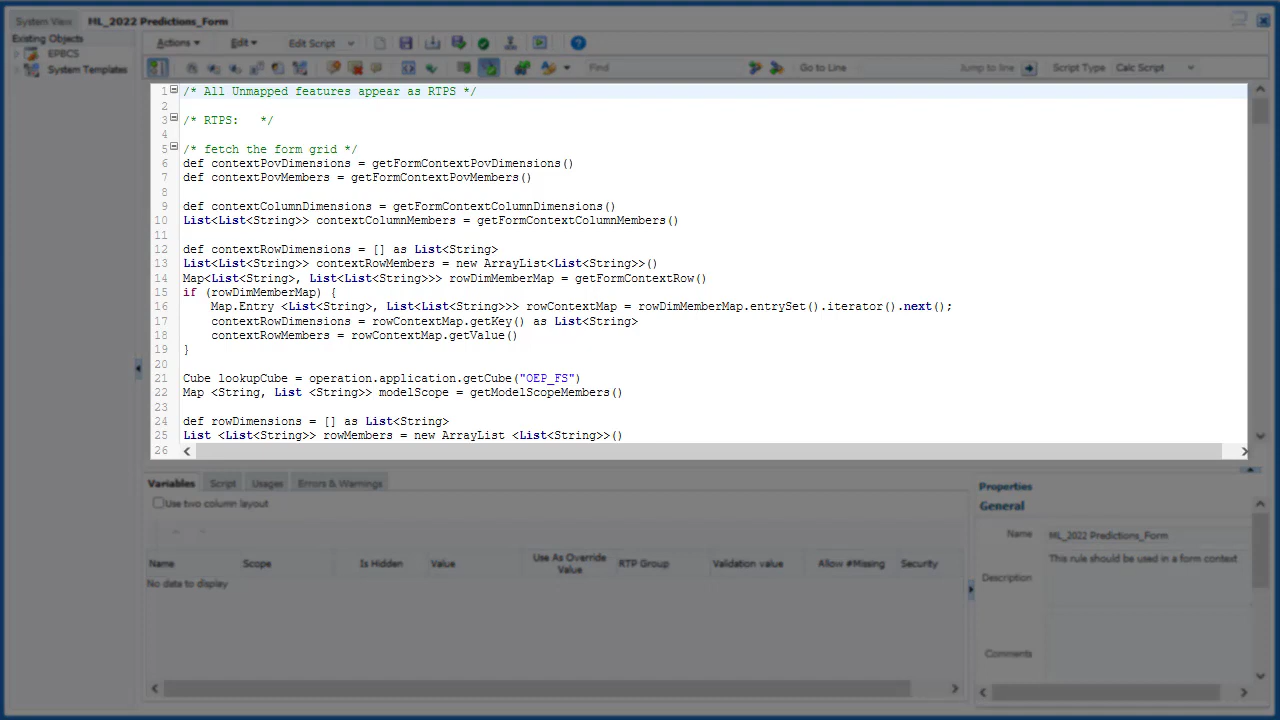 System View
ML_2022 Predictions_Form
Existing Objects
EPBCS
System Templates
Actions
Edit
Edit Script
Find
Go to Line
Jump to line
Script Type
Calc Script
1 /* All Unmapped features appear as RTPS */
2
3 /* RTPS:   */
4
5 /* fetch the form grid */
6 def contextPovDimensions = getFormContextPovDimensions()
7 def contextPovMembers = getFormContextPovMembers()
8
9 def contextColumnDimensions = getFormContextColumnDimensions()
10 List<List<String>> contextColumnMembers = getFormContextColumnMembers()
11
12 def contextRowDimensions = [] as List<String>
13 List<List<String>> contextRowMembers = new ArrayList<List<String>>()
14 Map<List<String>, List<List<String>>> rowDimMemberMap = getFormContextRow()
15 if (rowDimMemberMap) {
16     Map.Entry <List<String>, List<List<String>>> rowContextMap = rowDimMemberMap.entrySet().iterator().next();
17     contextRowDimensions = rowContextMap.getKey() as List<String>
18     contextRowMembers = rowContextMap.getValue()
19 }
20
21 Cube lookupCube = operation.application.getCube("OEP_FS")
22 Map <String, List <String>> modelScope = getModelScopeMembers()
23
24 def rowDimensions = [] as List<String>
25 List <List<String>> rowMembers = new ArrayList <List<String>>()
26
Variables
Script
Usages
Errors & Warnings
Use two column layout
Name
Scope
Is Hidden
Value
Use As Override Value
RTP Group
Validation value
Allow #Missing
Security
No data to display
Properties
General
Name
ML_2022 Predictions_Form
Description
This rule should be used in a form context
Comments